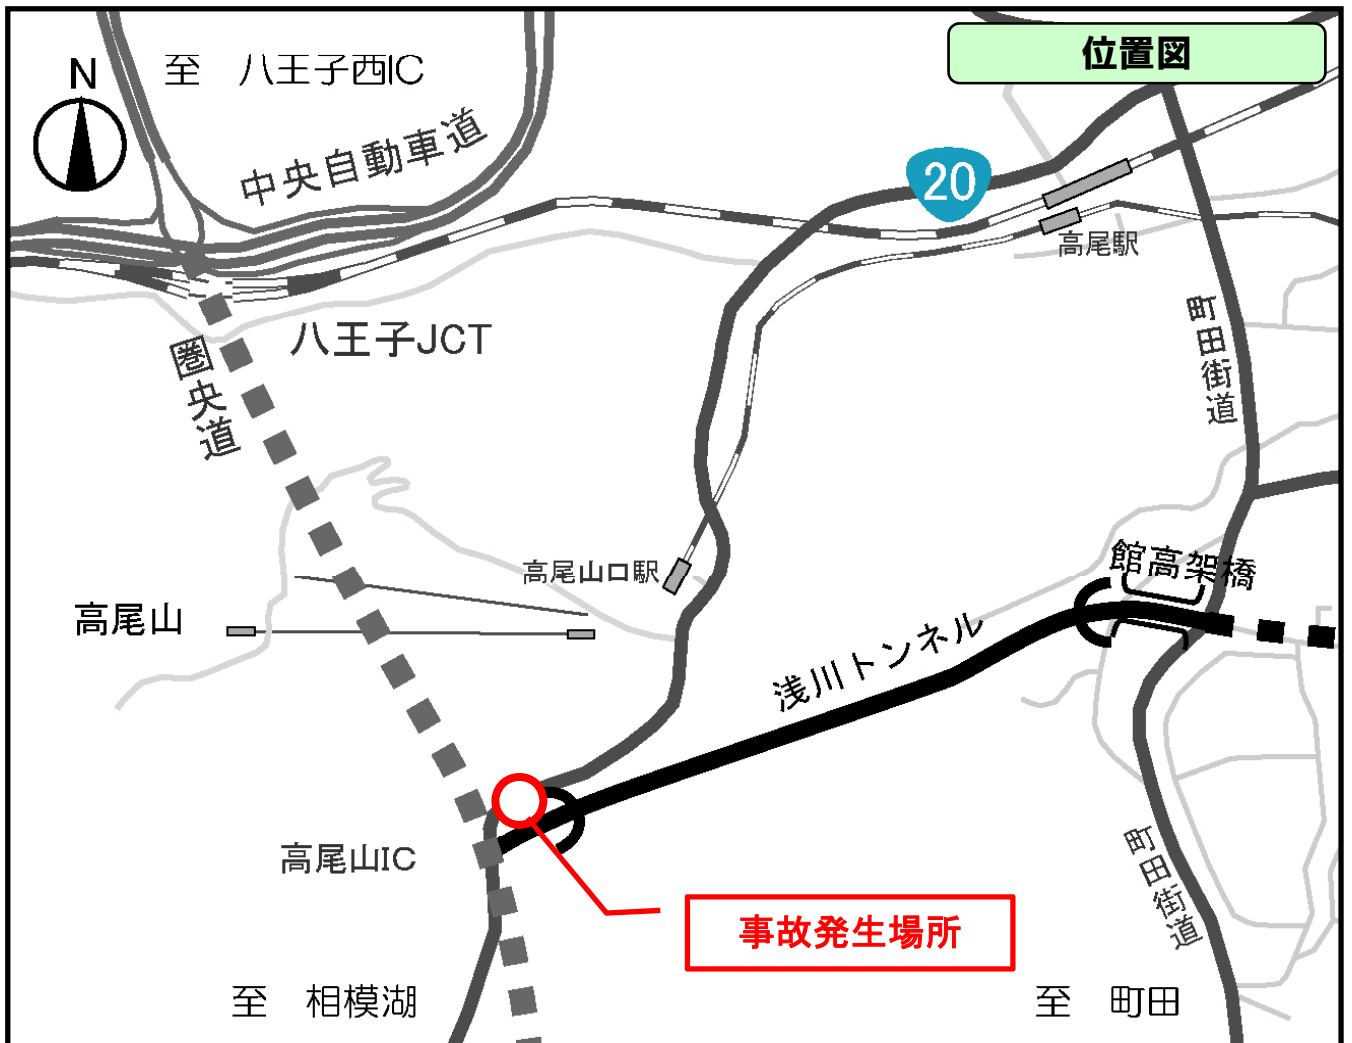 位置図
N
至 八王子西IC
中央自動車道
20
高尾駅
町田街道
八王子JCT
圏央道
館高架橋
高尾山口駅
高尾山
浅川トンネル
高尾山IC
町田街道
事故発生場所
至 相模湖
至 町田